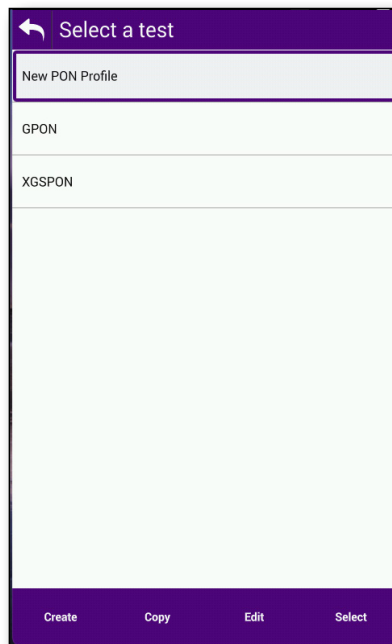 Select a test
New PON Profile
GPON
XGSPON
Create Copy Edit Select